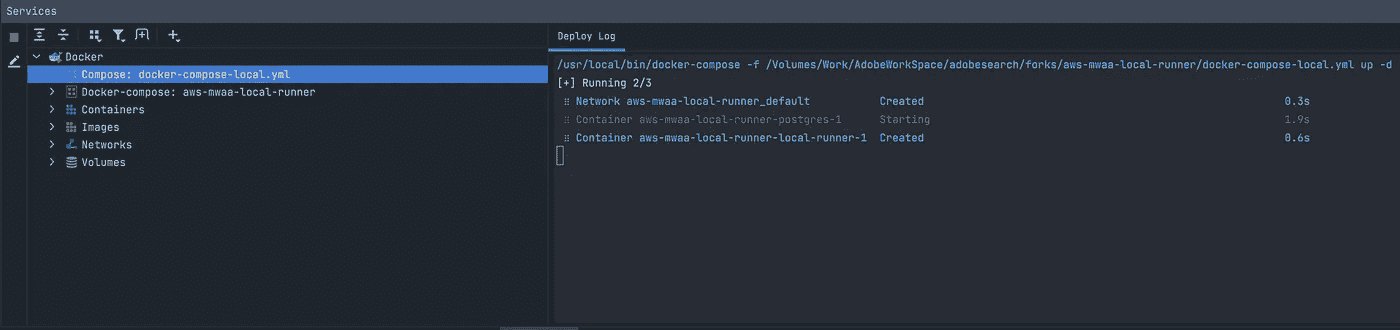 Services
Docker
Compose: docker-compose-local.yml
Docker-compose: aws-mwaa-local-runner
Containers
Images
Networks
Volumes
Deploy Log
/usr/local/bin/docker-compose -f /Volumes/Work/AdobeWorkSpace/adobesearch/forks/aws-mwaa-local-runner/docker-compose-local.yml up -d
[+] Running 2/3
⠿ Network aws-mwaa-local-runner_default Created 0.3s
⠿ Container aws-mwaa-local-runner-postgres-1 Starting 1.9s
⠿ Container aws-mwaa-local-runner-local-runner-1 Created 0.6s